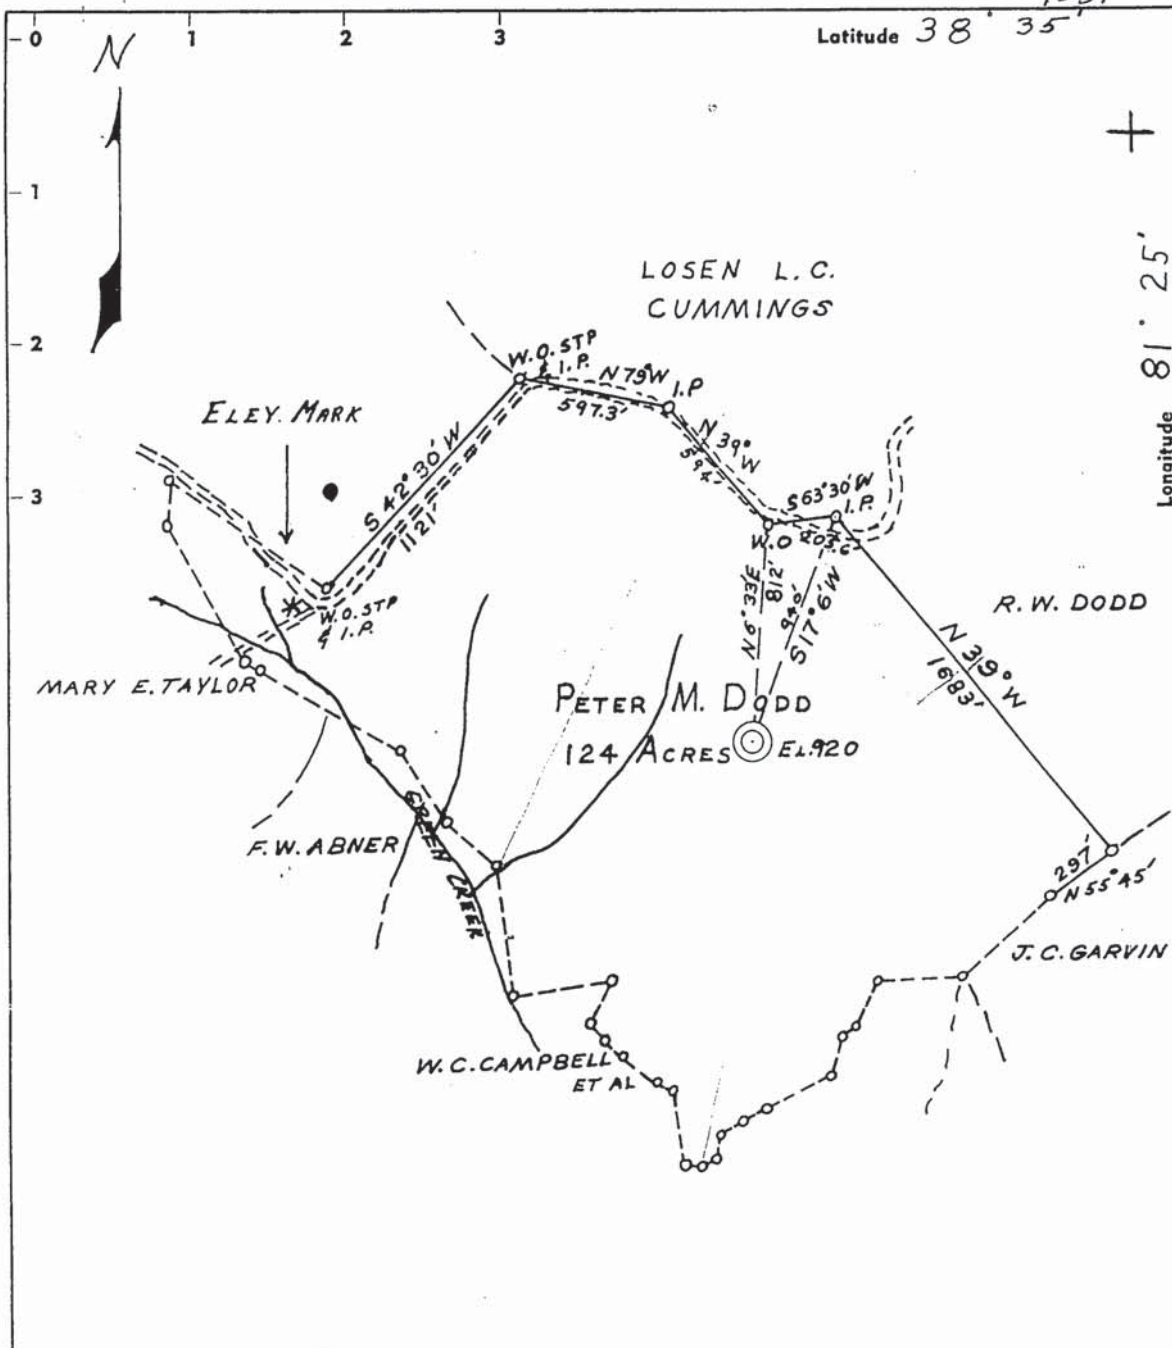 - 0 1 2 3 Latitude 38° 35'
N
- 1
81° 25'
Longitude
LOSEN L.C.
CUMMINGS
- 2
W.O. STP
& I.P.
N 79° W
597.3'
I.P
ELEV. MARK
S 42° 30' W
1121'
N 39° W
594'
- 3
S 63° 30' W
I.P.
W.O
203.6'
W.O. STP
& I.P.
N 6° 33' E
812'
940'
S 17° 6' W
R.W. DODD
N 39° W
1683'
MARY E. TAYLOR
PETER M. DODD
124 ACRES
EL.920
F.W. ABNER
GREEN CREEK
297'
N 55° 45'
J.C. GARVIN
W.C. CAMPBELL
ET AL